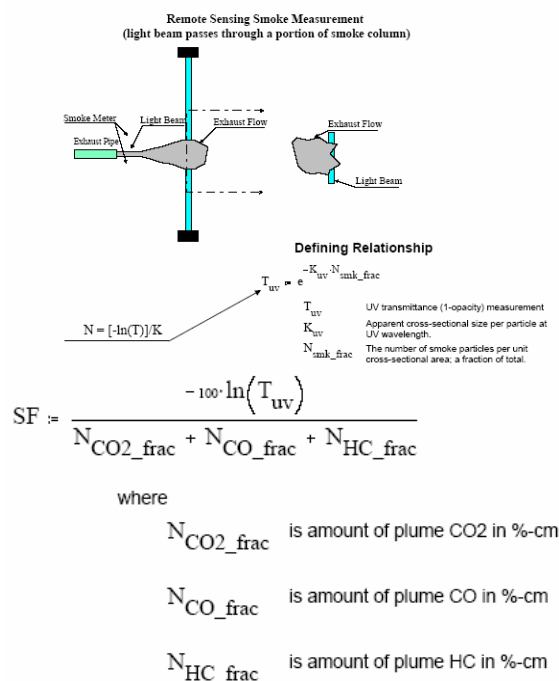 Remote Sensing Smoke Measurement
(light beam passes through a portion of smoke column)
Smoke Meter
Light Beam
Exhaust Flow
Exhaust Pipe
Exhaust Flow
Light Beam
Defining Relationship
T_uv := e^(-K_uv·N_smk_frac)
N = [-ln(T)]/K
T_uv UV transmittance (1-opacity) measurement
K_uv Apparent cross-sectional size per particle at
UV wavelength.
N_smk_frac The number of smoke particles per unit
cross-sectional area; a fraction of total.
SF := -100·ln(T_uv) / (N_CO2_frac + N_CO_frac + N_HC_frac)
where
N_CO2_frac is amount of plume CO2 in %-cm
N_CO_frac is amount of plume CO in %-cm
N_HC_frac is amount of plume HC in %-cm